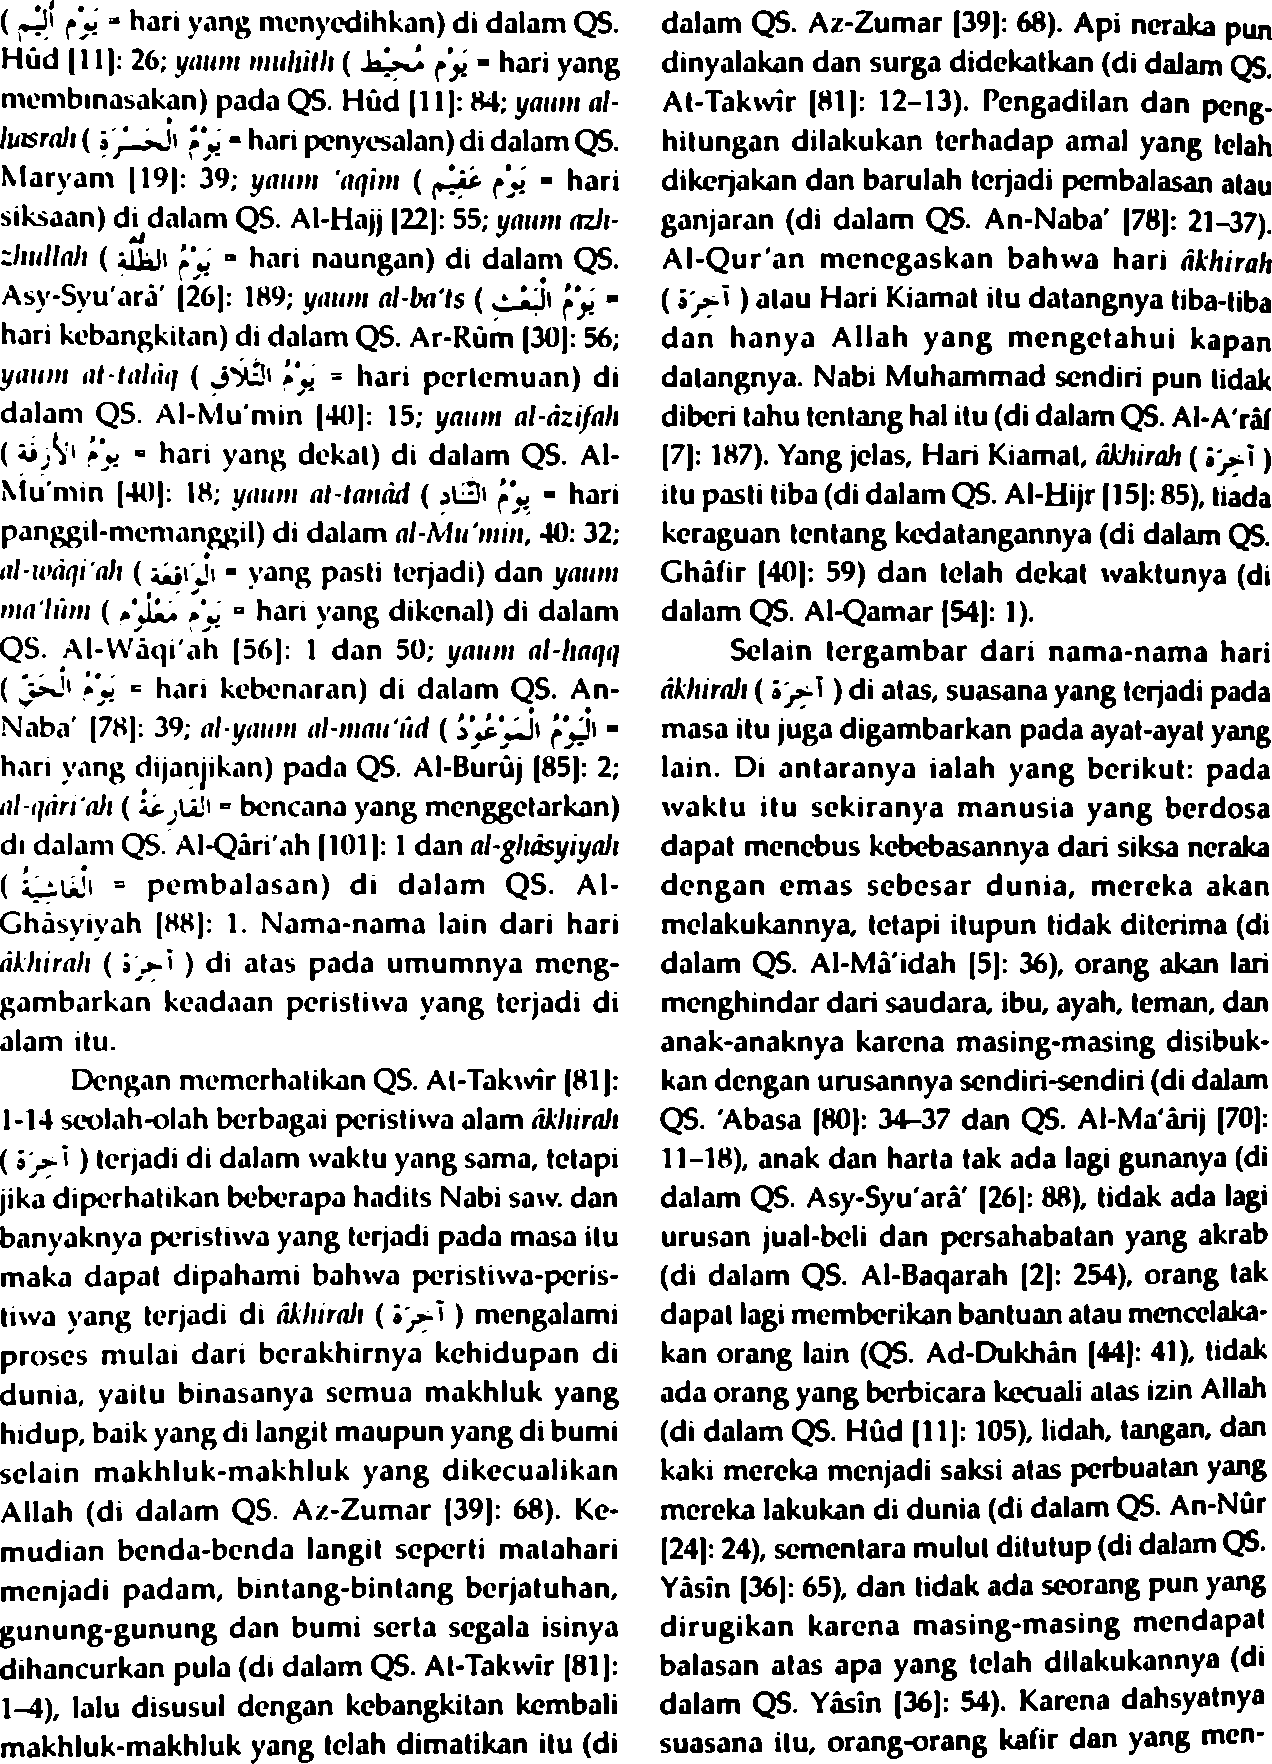 ( يَوْم أَلِيْم = hari yang menyedihkan) di dalam QS.
Hûd [11]: 26; yaum muhîth ( يَوْم مُحِيْط = hari yang
membinasakan) pada QS. Hûd [11]: 84; yaum al-
hasrah ( يَوْمُ الْحَسْرَة = hari penyesalan) di dalam QS.
Maryam [19]: 39; yaum 'aqîm ( يَوْم عَقِيْم = hari
siksaan) di dalam QS. Al-Hajj [22]: 55; yaum azh-
zhullah ( يَوْمُ الظُّلَّة = hari naungan) di dalam QS.
Asy-Syu'arâ' [26]: 189; yaum al-ba'ts ( يَوْمُ الْبَعْث =
hari kebangkitan) di dalam QS. Ar-Rûm [30]: 56;
yaum at-talâq ( يَوْمُ التَّلَاق = hari pertemuan) di
dalam QS. Al-Mu'min [40]: 15; yaum al-âzifah
( يَوْمُ الْأَزِفَة = hari yang dekat) di dalam QS. Al-
Mu'min [40]: 18; yaum at-tanâd ( يَوْمُ التَّنَاد = hari
panggil-memanggil) di dalam al-Mu'min, 40: 32;
al-wâqi'ah ( الْوَاقِعَة = yang pasti terjadi) dan yaum
ma'lûm ( يَوْم مَعْلُوْم = hari yang dikenal) di dalam
QS. Al-Wâqi'ah [56]: 1 dan 50; yaum al-haqq
( يَوْمُ الْحَقّ = hari kebenaran) di dalam QS. An-
Naba' [78]: 39; al-yaum al-mau'ûd ( الْيَوْمُ الْمَوْعُوْدُ =
hari yang dijanjikan) pada QS. Al-Burûj [85]: 2;
al-qâri'ah ( الْقَارِعَةُ = bencana yang menggetarkan)
di dalam QS. Al-Qâri'ah [101]: 1 dan al-ghâsyiyah
( الْغَاشِيَةُ = pembalasan) di dalam QS. Al-
Ghâsyiyah [88]: 1. Nama-nama lain dari hari
âkhirah ( آخِرَة ) di atas pada umumnya meng-
gambarkan keadaan peristiwa yang terjadi di
alam itu.
Dengan memerhatikan QS. At-Takwîr [81]:
1-14 seolah-olah berbagai peristiwa alam âkhirah
( آخِرَة ) terjadi di dalam waktu yang sama, tetapi
jika diperhatikan beberapa hadits Nabi saw. dan
banyaknya peristiwa yang terjadi pada masa itu
maka dapat dipahami bahwa peristiwa-peris-
tiwa yang terjadi di âkhirah ( آخِرَة ) mengalami
proses mulai dari berakhirnya kehidupan di
dunia, yaitu binasanya semua makhluk yang
hidup, baik yang di langit maupun yang di bumi
selain makhluk-makhluk yang dikecualikan
Allah (di dalam QS. Az-Zumar [39]: 68). Ke-
mudian benda-benda langit seperti matahari
menjadi padam, bintang-bintang berjatuhan,
gunung-gunung dan bumi serta segala isinya
dihancurkan pula (di dalam QS. At-Takwîr [81]:
1–4), lalu disusul dengan kebangkitan kembali
makhluk-makhluk yang telah dimatikan itu (di
dalam QS. Az-Zumar [39]: 68). Api neraka pun
dinyalakan dan surga didekatkan (di dalam QS.
At-Takwîr [81]: 12–13). Pengadilan dan peng-
hitungan dilakukan terhadap amal yang telah
dikerjakan dan barulah terjadi pembalasan atau
ganjaran (di dalam QS. An-Naba' [78]: 21–37).
Al-Qur'an menegaskan bahwa hari âkhirah
( آخِرَة ) atau Hari Kiamat itu datangnya tiba-tiba
dan hanya Allah yang mengetahui kapan
datangnya. Nabi Muhammad sendiri pun tidak
diberi tahu tentang hal itu (di dalam QS. Al-A'râf
[7]: 187). Yang jelas, Hari Kiamat, âkhirah ( آخِرَة )
itu pasti tiba (di dalam QS. Al-Hijr [15]: 85), tiada
keraguan tentang kedatangannya (di dalam QS.
Ghâfir [40]: 59) dan telah dekat waktunya (di
dalam QS. Al-Qamar [54]: 1).
Selain tergambar dari nama-nama hari
âkhirah ( آخِرَة ) di atas, suasana yang terjadi pada
masa itu juga digambarkan pada ayat-ayat yang
lain. Di antaranya ialah yang berikut: pada
waktu itu sekiranya manusia yang berdosa
dapat menebus kebebasannya dari siksa neraka
dengan emas sebesar dunia, mereka akan
melakukannya, tetapi itupun tidak diterima (di
dalam QS. Al-Mâ'idah [5]: 36), orang akan lari
menghindar dari saudara, ibu, ayah, teman, dan
anak-anaknya karena masing-masing disibuk-
kan dengan urusannya sendiri-sendiri (di dalam
QS. 'Abasa [80]: 34–37 dan QS. Al-Ma'ârij [70]:
11–18), anak dan harta tak ada lagi gunanya (di
dalam QS. Asy-Syu'arâ' [26]: 88), tidak ada lagi
urusan jual-beli dan persahabatan yang akrab
(di dalam QS. Al-Baqarah [2]: 254), orang tak
dapat lagi memberikan bantuan atau mencelaka-
kan orang lain (QS. Ad-Dukhân [44]: 41), tidak
ada orang yang berbicara kecuali atas izin Allah
(di dalam QS. Hûd [11]: 105), lidah, tangan, dan
kaki mereka menjadi saksi atas perbuatan yang
mereka lakukan di dunia (di dalam QS. An-Nûr
[24]: 24), sementara mulut ditutup (di dalam QS.
Yâsîn [36]: 65), dan tidak ada seorang pun yang
dirugikan karena masing-masing mendapat
balasan atas apa yang telah dilakukannya (di
dalam QS. Yâsîn [36]: 54). Karena dahsyatnya
suasana itu, orang-orang kafir dan yang men-